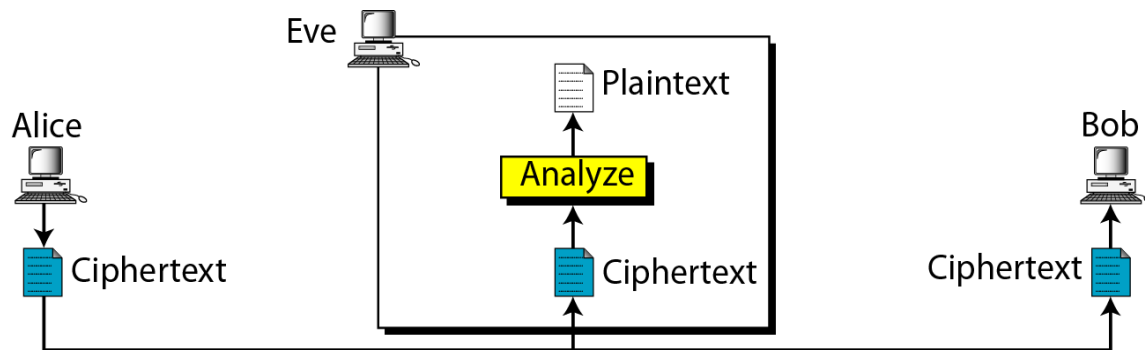 Eve
Plaintext
Alice
Bob
Analyze
Ciphertext
Ciphertext
Ciphertext